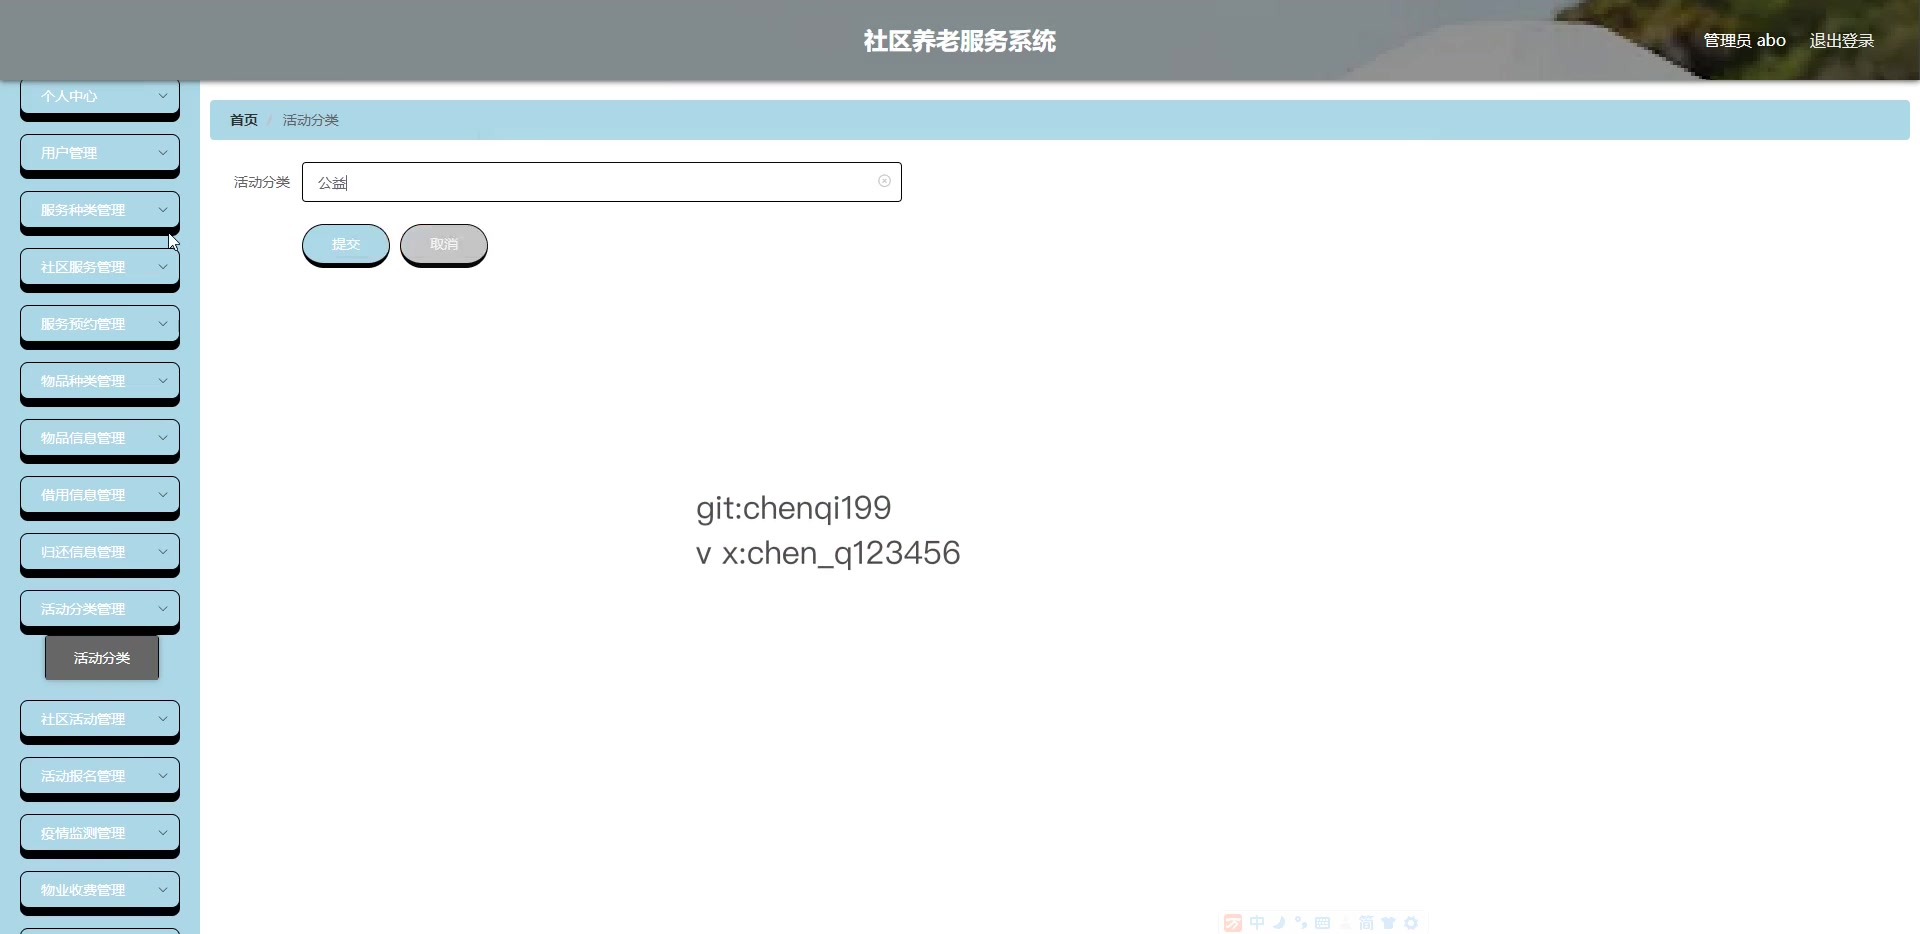 社区养老服务系统
管理员 abo
退出登录
个人中心
用户管理
服务种类管理
社区服务管理
服务预约管理
物品种类管理
物品信息管理
借用信息管理
归还信息管理
活动分类管理
活动分类
社区活动管理
活动报名管理
疫情监测管理
物业收费管理
首页 / 活动分类
活动分类 公益
提交 取消
git:chenqi199
v x:chen_q123456
中 简